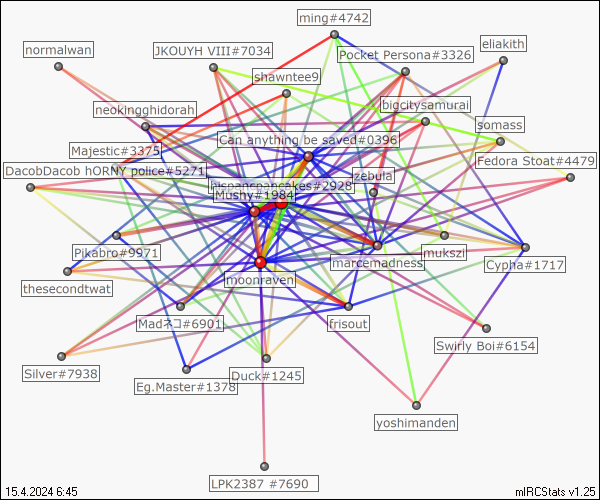 ming#4742
normalwan
JKOUYH VIII#7034
Pocket Persona#3326
eliakith
shawntee9
neokingghidorah
bigcitysamurai
Can anything be saved#0396
somass
Majestic#3375
Fedora Stoat#4479
DacobDacob hORNY police#5271
zebula
hispanicpancakes#2928
Mushy#1984
Pikabro#9971
mukszi
marcemadness
Cypha#1717
thesecondtwat
moonraven
Madネコ#6901
frisout
Swirly Boi#6154
Silver#7938
Duck#1245
Eg.Master#1378
yoshimanden
LPK2387 #7690
15.4.2024 6:45
mIRCStats v1.25